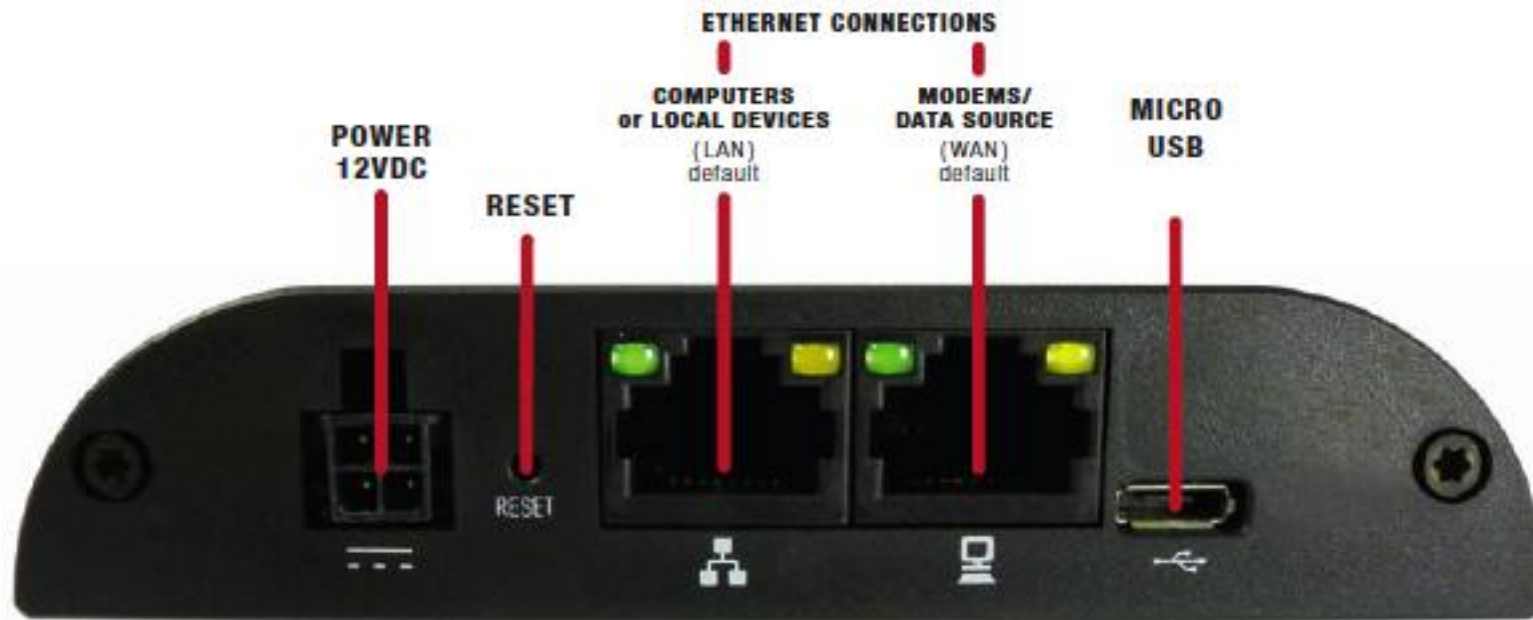 ETHERNET CONNECTIONS
COMPUTERS
or LOCAL DEVICES
(LAN)
default
MODEMS/
DATA SOURCE
(WAN)
default
MICRO
USB
POWER
12VDC
RESET
RESET